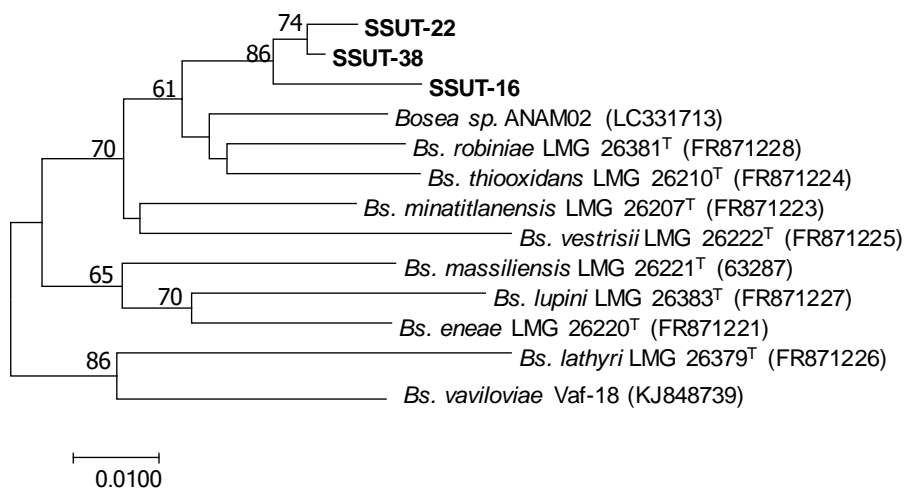 74
SSUT-22
86
SSUT-38
61
SSUT-16
Bosea sp. ANAM02 (LC331713)
70
Bs. robiniae LMG 26381ᵀ (FR871228)
Bs. thiooxidans LMG 26210ᵀ (FR871224)
Bs. minatitlanensis LMG 26207ᵀ (FR871223)
Bs. vestrisii LMG 26222ᵀ (FR871225)
65
Bs. massiliensis LMG 26221ᵀ (63287)
70
Bs. lupini LMG 26383ᵀ (FR871227)
Bs. eneae LMG 26220ᵀ (FR871221)
86
Bs. lathyri LMG 26379ᵀ (FR871226)
Bs. vaviloviae Vaf-18 (KJ848739)
0.0100